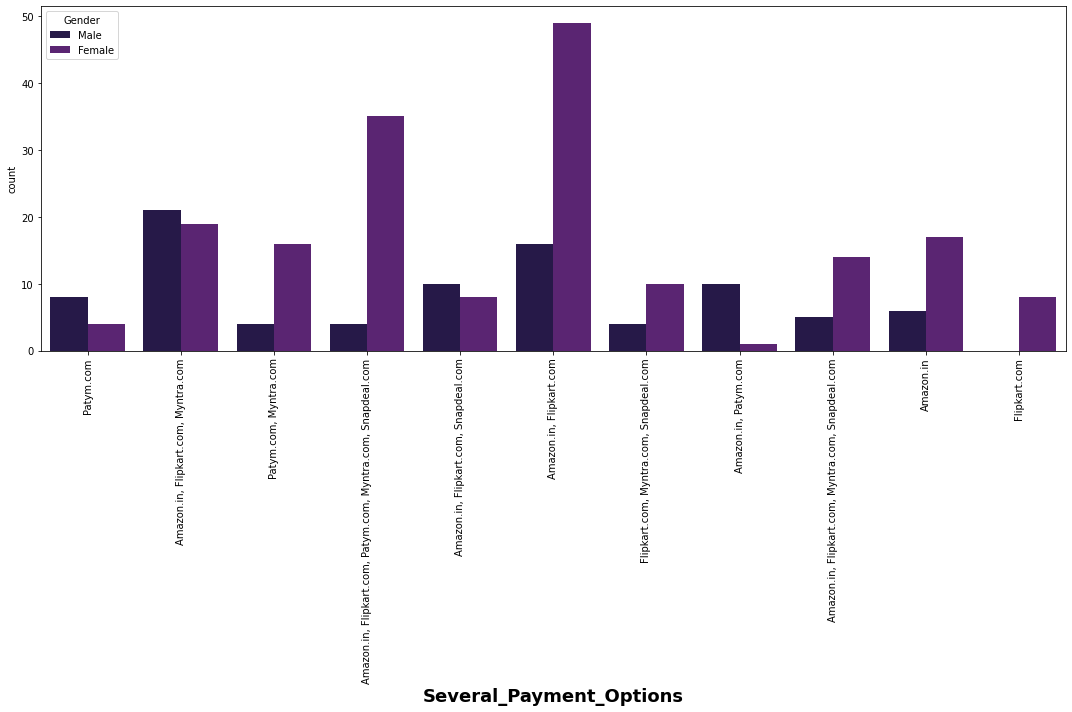 Gender
Male
Female
50
40
30
20
10
0
count
Patym.com
Amazon.in, Flipkart.com, Myntra.com
Patym.com, Myntra.com
Amazon.in, Flipkart.com, Patym.com, Myntra.com, Snapdeal.com
Amazon.in, Flipkart.com, Snapdeal.com
Amazon.in, Flipkart.com
Flipkart.com, Myntra.com, Snapdeal.com
Amazon.in, Patym.com
Amazon.in, Flipkart.com, Myntra.com, Snapdeal.com
Amazon.in
Flipkart.com
Several_Payment_Options